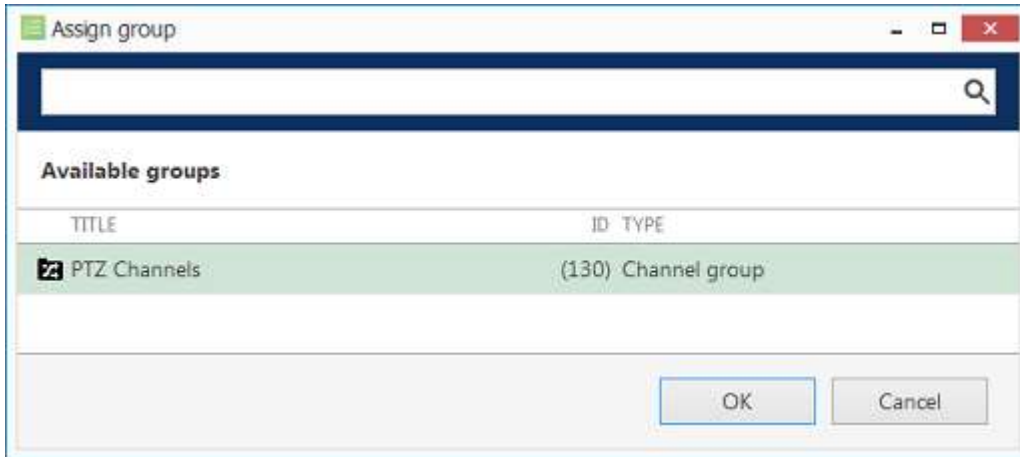 Assign group
Available groups
TITLE ID TYPE
PTZ Channels (130) Channel group
OK Cancel